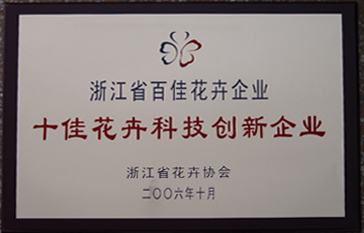 浙江省百佳花卉企业
十佳花卉科技创新企业
浙江省花卉协会
二〇〇六年十月